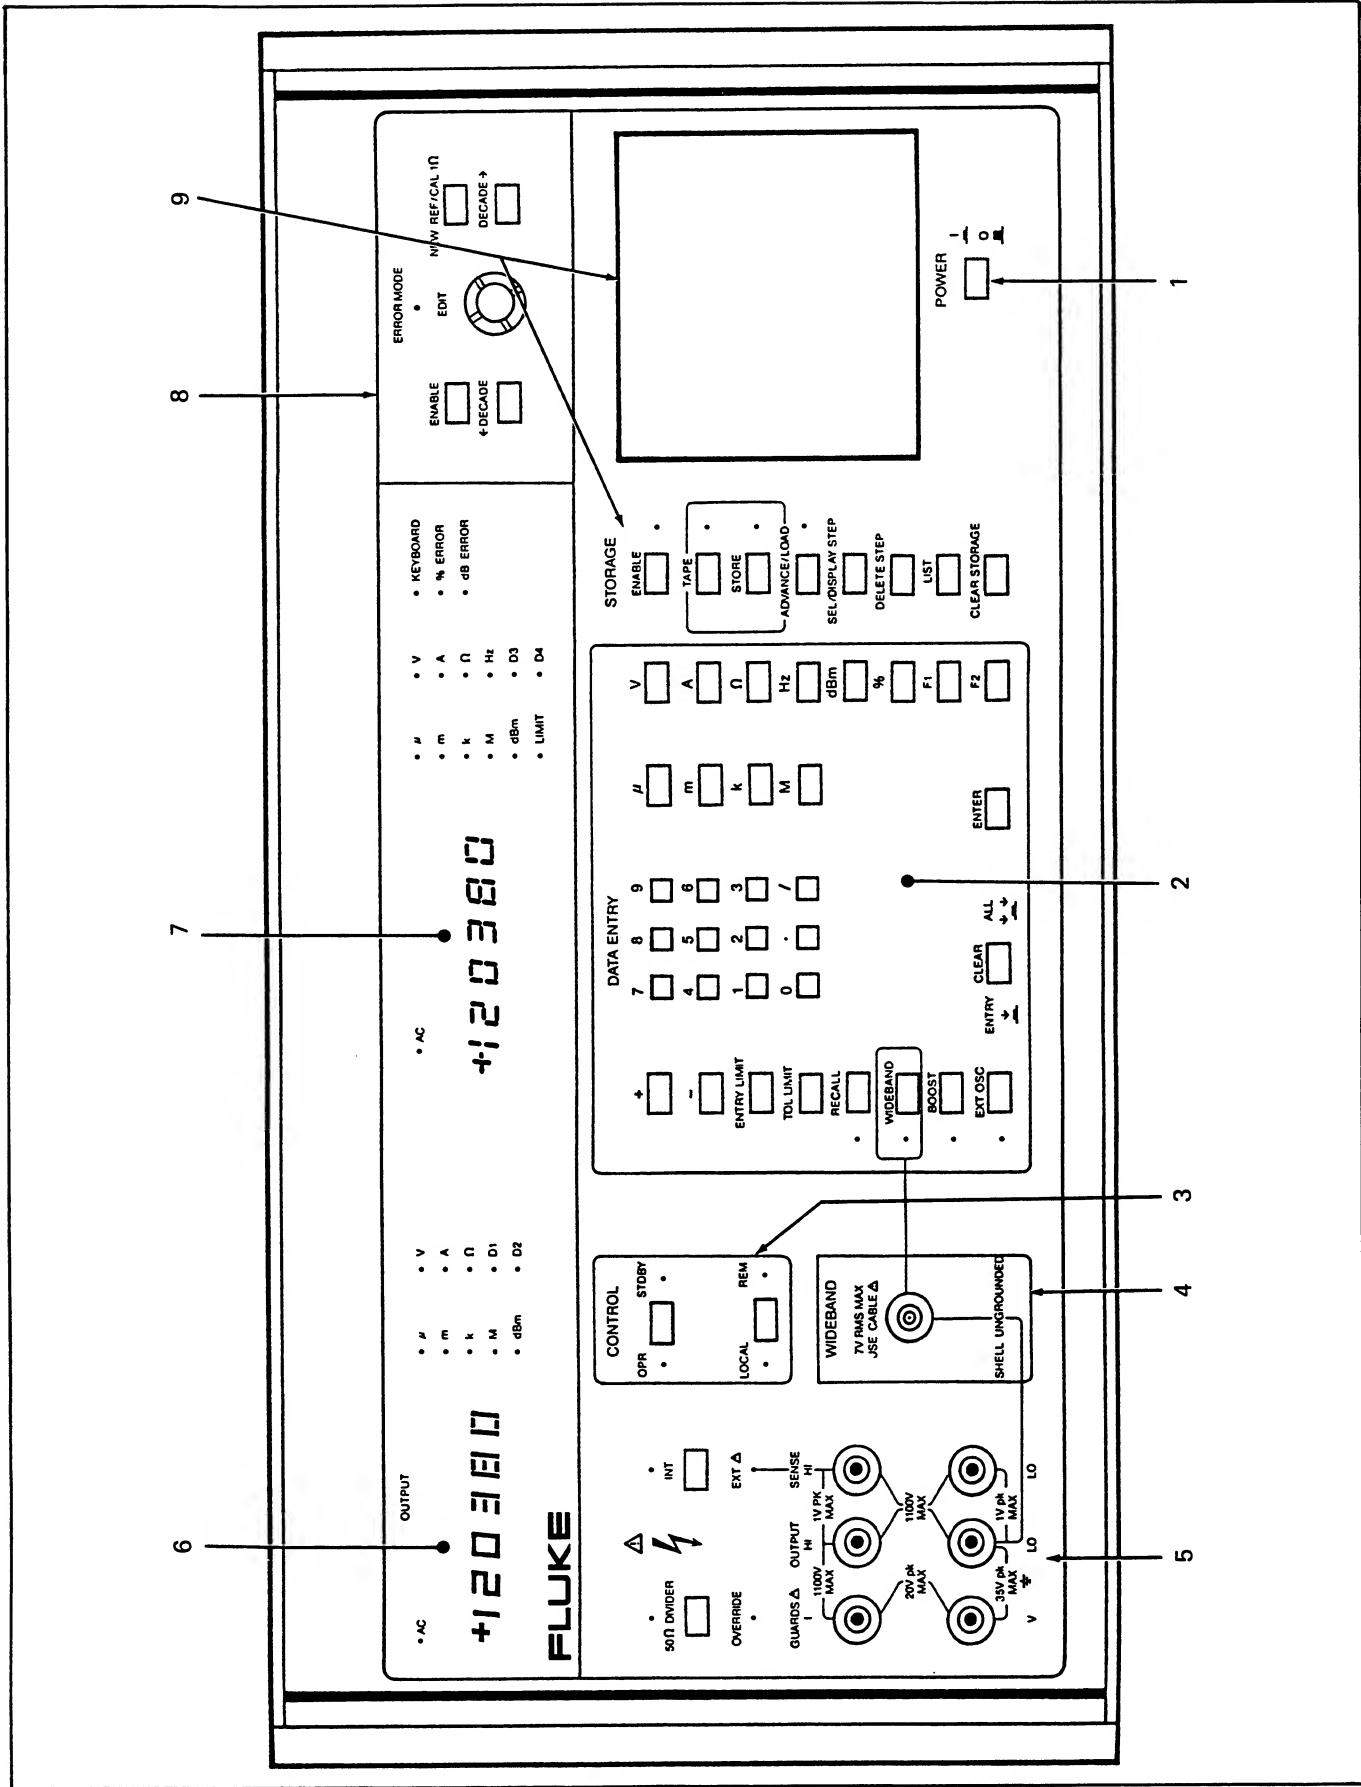 9
8
7
6
OUTPUT
• AC
+120380
• µ • V
• m • A
• k • Ω
• M • D1
• dBm • D2
• AC
+120380
• µ • V • KEYBOARD
• m • A • % ERROR
• k • Ω • dB ERROR
• M • Hz
• dBm • D3
• LIMIT • D4
ERROR MODE
ENABLE EDIT NEW REF/CAL 1Ω
←DECADE DECADE→
FLUKE
50Ω DIVIDER INT
OVERRIDE EXT
GUARDS OUTPUT SENSE
I HI HI
1100V MAX 1V PK MAX
20V pk MAX 1100V MAX
35V pk MAX 1V pk MAX
V LO LO
CONTROL
OPR STDBY
LOCAL REM
WIDEBAND
7V RMS MAX
JSE CABLE
SHELL UNGROUNDED
DATA ENTRY
+ 7 8 9 µ V
- 4 5 6 m A
ENTRY LIMIT 1 2 3 k Ω
TOL LIMIT 0 . / M Hz
RECALL dBm
WIDEBAND %
BOOST F1
EXT OSC ENTRY CLEAR ALL ENTER F2
STORAGE
ENABLE
TAPE
STORE
ADVANCE/LOAD
SEL/DISPLAY STEP
DELETE STEP
LIST
CLEAR STORAGE
POWER
I
O
5
4
3
2
1